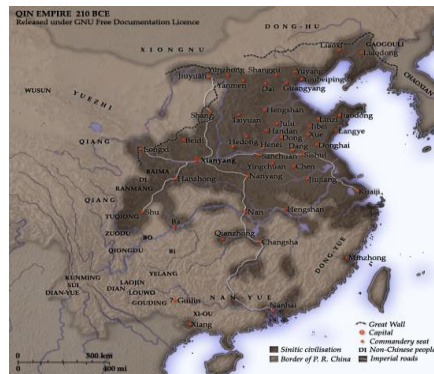 QIN EMPIRE 210 BCE
Released under GNU Free Documentation Licence
DONG-HU
XIONGNU
GAOGOULI
Liaoxi
Liaodong
CHAOXIAN
Yunzhong
Shanggu
Yuyang
Jiuyuan
Yanmen
Dai
Youbeiping
Guangyang
WUSUN
YUEZHI
Shang
Taiyuan
Hengshan
Julu
Handan
Linzi
Jiaodong
Jibei
Langye
QIANG
Longxi
Beidi
Hedong
Henei
Dong
Dang
Xue
Donghai
Xianyang
Sanchuan
Sishui
BAIMA
DI
RANMANG
Hanzhong
Yingchuan
Chen
Nanyang
Jiujiang
QIANG
Kuaiji
TUQIONG
Shu
ZUODU
BO
Ba
Nan
Hengshan
QIONGDU
Bi
Qianzhong
Changsha
YELANG
DONG-YUE
Minzhong
KUNMING
SUI
DIAN-YUE
LAOJIN
DIAN
LOUWO
GOUDING
Guilin
NAN-YUE
Nanhai
XI-OU
Xiang
Great Wall
Capital
Commandery seat
DI Non-Chinese people
Imperial roads
Sinitic civilisation
Border of P. R. China
0
300 km
0
400 mi